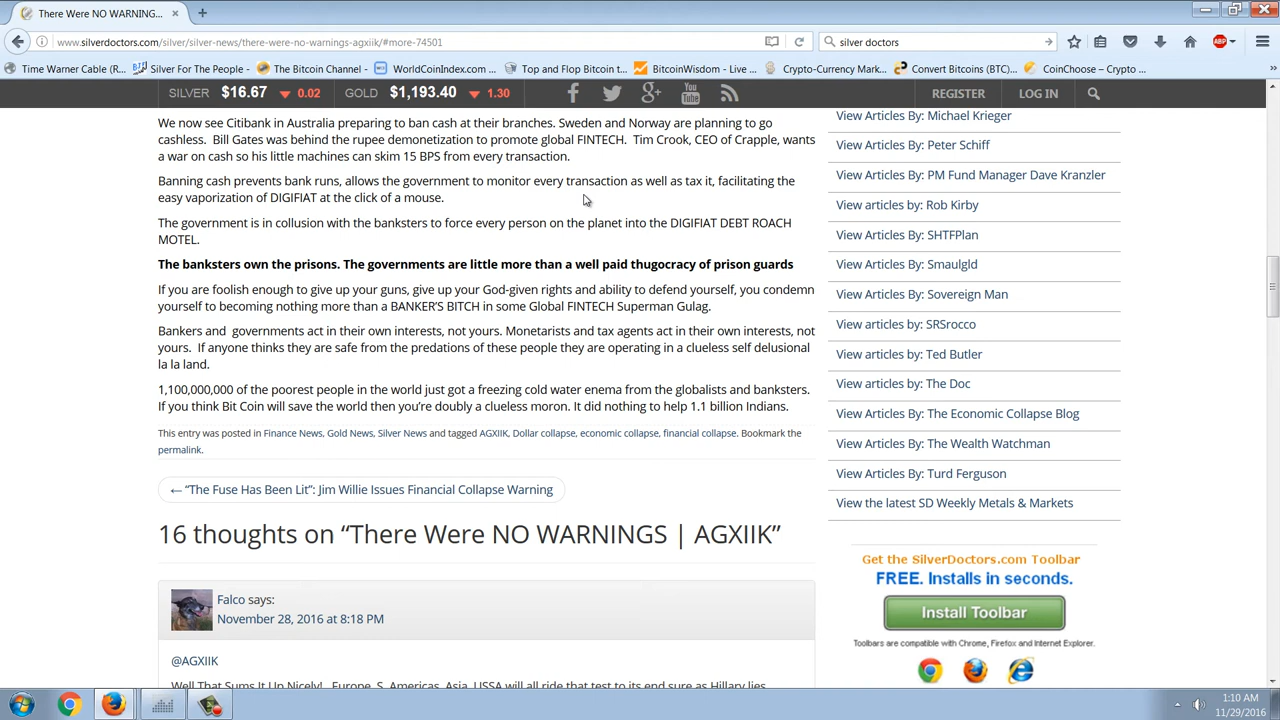 There Were NO WARNING...
www.silverdoctors.com/silver/silver-news/there-were-no-warnings-agxiik/#more-74501
silver doctors
ABP
Time Warner Cable (R...
Silver For The People - ...
The Bitcoin Channel - ...
WorldCoinIndex.com - ...
Top and Flop Bitcoin t...
BitcoinWisdom - Live ...
Crypto-Currency Mark...
Convert Bitcoins (BTC)...
CoinChoose – Crypto ...
SILVER $16.67 0.02 GOLD $1,193.40 1.30
REGISTER
LOG IN
We now see Citibank in Australia preparing to ban cash at their branches. Sweden and Norway are planning to go
cashless. Bill Gates was behind the rupee demonetization to promote global FINTECH. Tim Crook, CEO of Crapple, wants
a war on cash so his little machines can skim 15 BPS from every transaction.
Banning cash prevents bank runs, allows the government to monitor every transaction as well as tax it, facilitating the
easy vaporization of DIGIFIAT at the click of a mouse.
The government is in collusion with the banksters to force every person on the planet into the DIGIFIAT DEBT ROACH
MOTEL.
The banksters own the prisons. The governments are little more than a well paid thugocracy of prison guards
If you are foolish enough to give up your guns, give up your God-given rights and ability to defend yourself, you condemn
yourself to becoming nothing more than a BANKER'S BITCH in some Global FINTECH Superman Gulag.
Bankers and governments act in their own interests, not yours. Monetarists and tax agents act in their own interests, not
yours. If anyone thinks they are safe from the predations of these people they are operating in a clueless self delusional
la la land.
1,100,000,000 of the poorest people in the world just got a freezing cold water enema from the globalists and banksters.
If you think Bit Coin will save the world then you're doubly a clueless moron. It did nothing to help 1.1 billion Indians.
This entry was posted in Finance News, Gold News, Silver News and tagged AGXIIK, Dollar collapse, economic collapse, financial collapse. Bookmark the
permalink.
← "The Fuse Has Been Lit": Jim Willie Issues Financial Collapse Warning
16 thoughts on "There Were NO WARNINGS | AGXIIK"
Falco says:
November 28, 2016 at 8:18 PM
@AGXIIK
Well That Sums It Up Nicely. Europe, S. Americas, Asia, USSA will all ride that test to its end sure as Hillary lies.
View Articles By: Michael Krieger
View Articles By: Peter Schiff
View Articles By: PM Fund Manager Dave Kranzler
View articles by: Rob Kirby
View Articles By: SHTFPlan
View Articles By: Smaulgld
View Articles By: Sovereign Man
View articles by: SRSrocco
View articles by: Ted Butler
View articles by: The Doc
View Articles By: The Economic Collapse Blog
View Articles By: The Wealth Watchman
View Articles By: Turd Ferguson
View the latest SD Weekly Metals & Markets
Get the SilverDoctors.com Toolbar
FREE. Installs in seconds.
Install Toolbar
Toolbars are compatible with Chrome, Firefox and Internet Explorer.
1:10 AM
11/29/2016